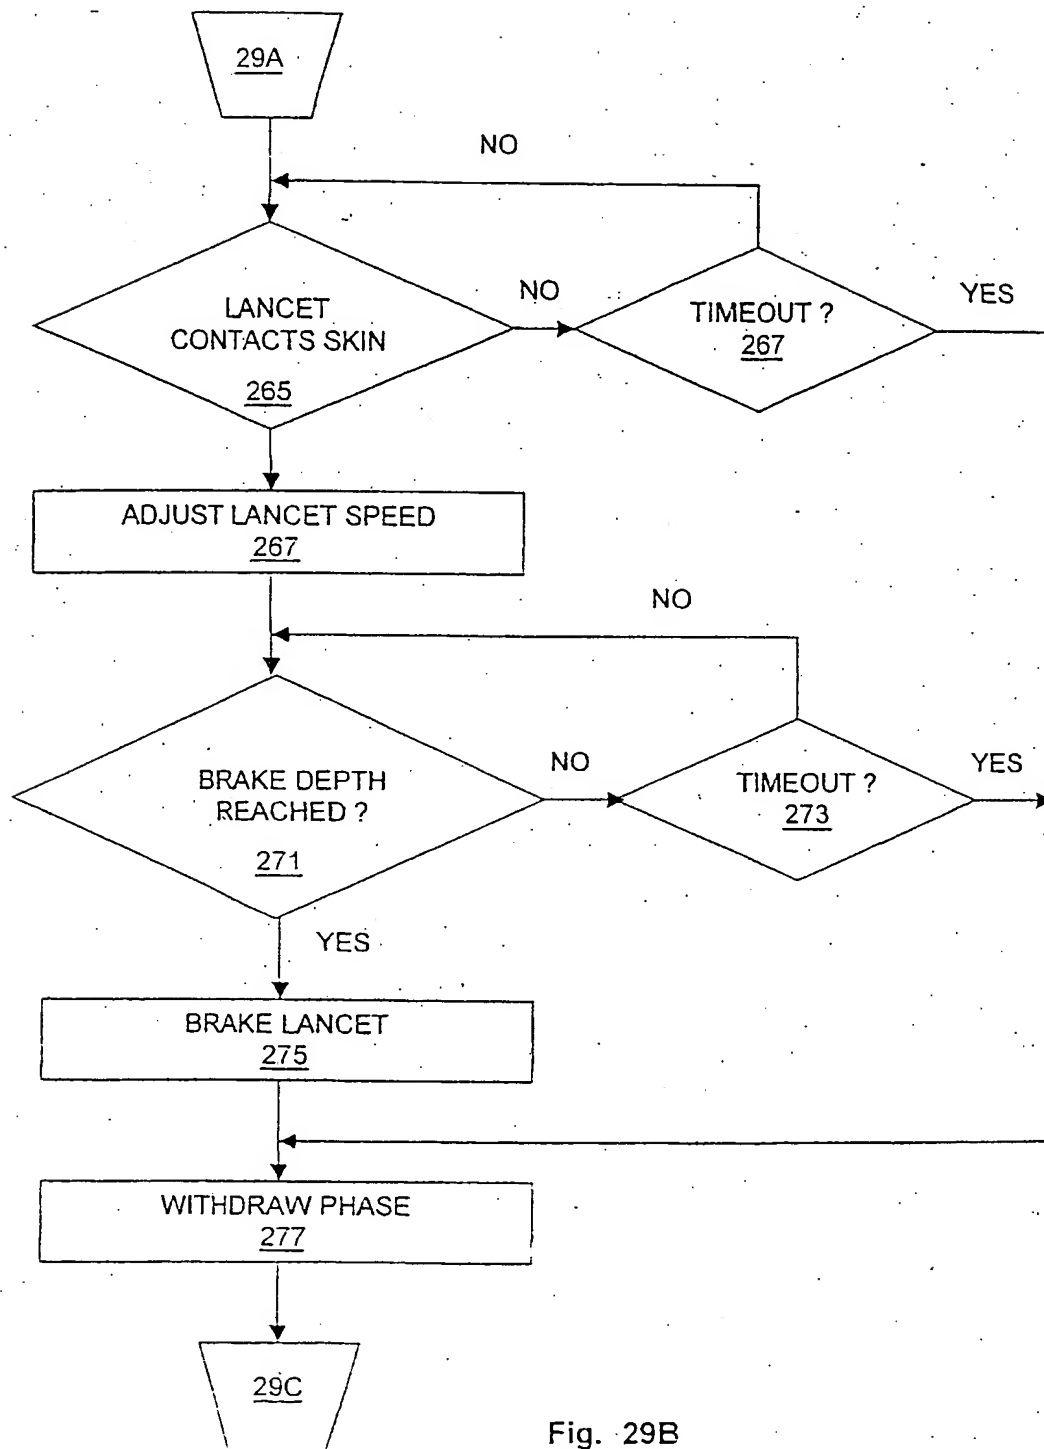 29A
NO
LANCET
CONTACTS SKIN
265
NO
TIMEOUT ?
267
YES
ADJUST LANCET SPEED
267
NO
BRAKE DEPTH
REACHED ?
271
NO
TIMEOUT ?
273
YES
YES
BRAKE LANCET
275
WITHDRAW PHASE
277
29C
Fig. 29B